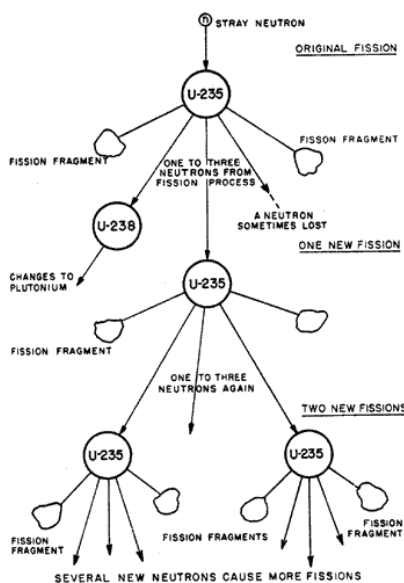 n
STRAY NEUTRON
ORIGINAL FISSION
U-235
FISSON FRAGMENT
FISSION FRAGMENT
ONE TO THREE
NEUTRONS FROM
FISSION PROCESS
U-238
A NEUTRON
SOMETIMES LOST
ONE NEW FISSION
CHANGES TO
PLUTONIUM
U-235
FISSION FRAGMENT
ONE TO THREE
NEUTRONS AGAIN
TWO NEW FISSIONS
U-235
U-235
FISSION
FRAGMENT
FISSION FRAGMENTS
FISSION
FRAGMENT
SEVERAL NEW NEUTRONS CAUSE MORE FISSIONS